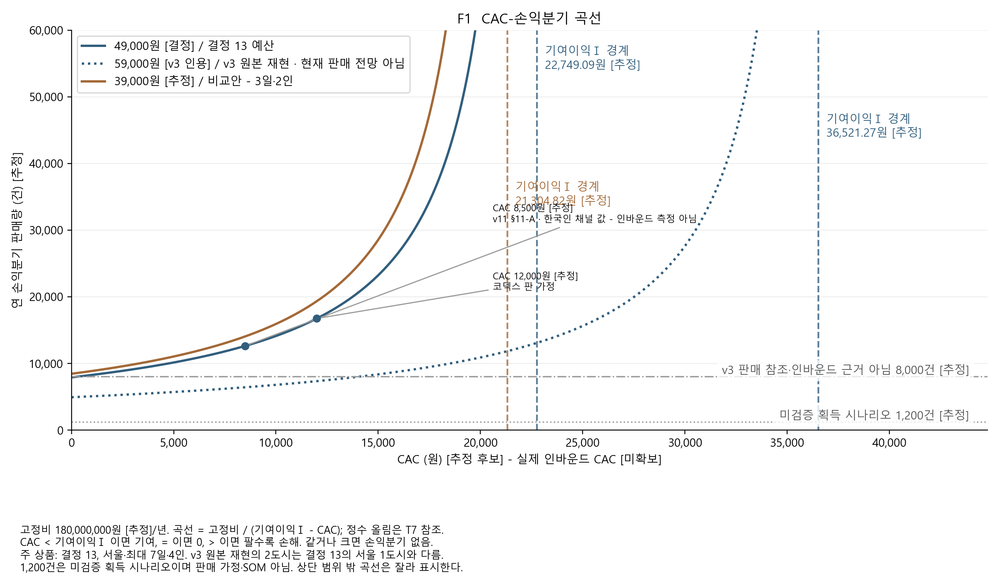 F1 CAC-손익분기 곡선
60,000
50,000
40,000
30,000
20,000
10,000
0
연 손익분기 판매량 (건) [추정]
49,000원 [결정] / 결정 13 예산
59,000원 [v3 인용] / v3 원본 재현 · 현재 판매 전망 아님
39,000원 [추정] / 비교안 - 3일·2인
기여이익Ⅰ 경계
22,749.09원 [추정]
기여이익Ⅰ 경계
36,521.27원 [추정]
기여이익Ⅰ 경계
21,304.82원 [추정]
CAC 8,500원 [추정]
v11 §11-A · 한국인 채널 값 - 인바운드 측정 아님
CAC 12,000원 [추정]
코덱스 판 가정
v3 판매 참조·인바운드 근거 아님 8,000건 [추정]
미검증 획득 시나리오 1,200건 [추정]
0
5,000
10,000
15,000
20,000
25,000
30,000
35,000
40,000
CAC (원) [추정 후보] - 실제 인바운드 CAC [미확보]
고정비 180,000,000원 [추정]/년. 곡선 = 고정비 / (기여이익Ⅰ - CAC); 정수 올림은 T7 참조.
CAC < 기여이익Ⅰ 이면 기여, = 이면 0, > 이면 팔수록 손해. 같거나 크면 손익분기 없음.
주 상품: 결정 13, 서울·최대 7일·4인. v3 원본 재현의 2도시는 결정 13의 서울 1도시와 다름.
1,200건은 미검증 획득 시나리오이며 판매 가정·SOM 아님. 상단 범위 밖 곡선은 잘라 표시한다.